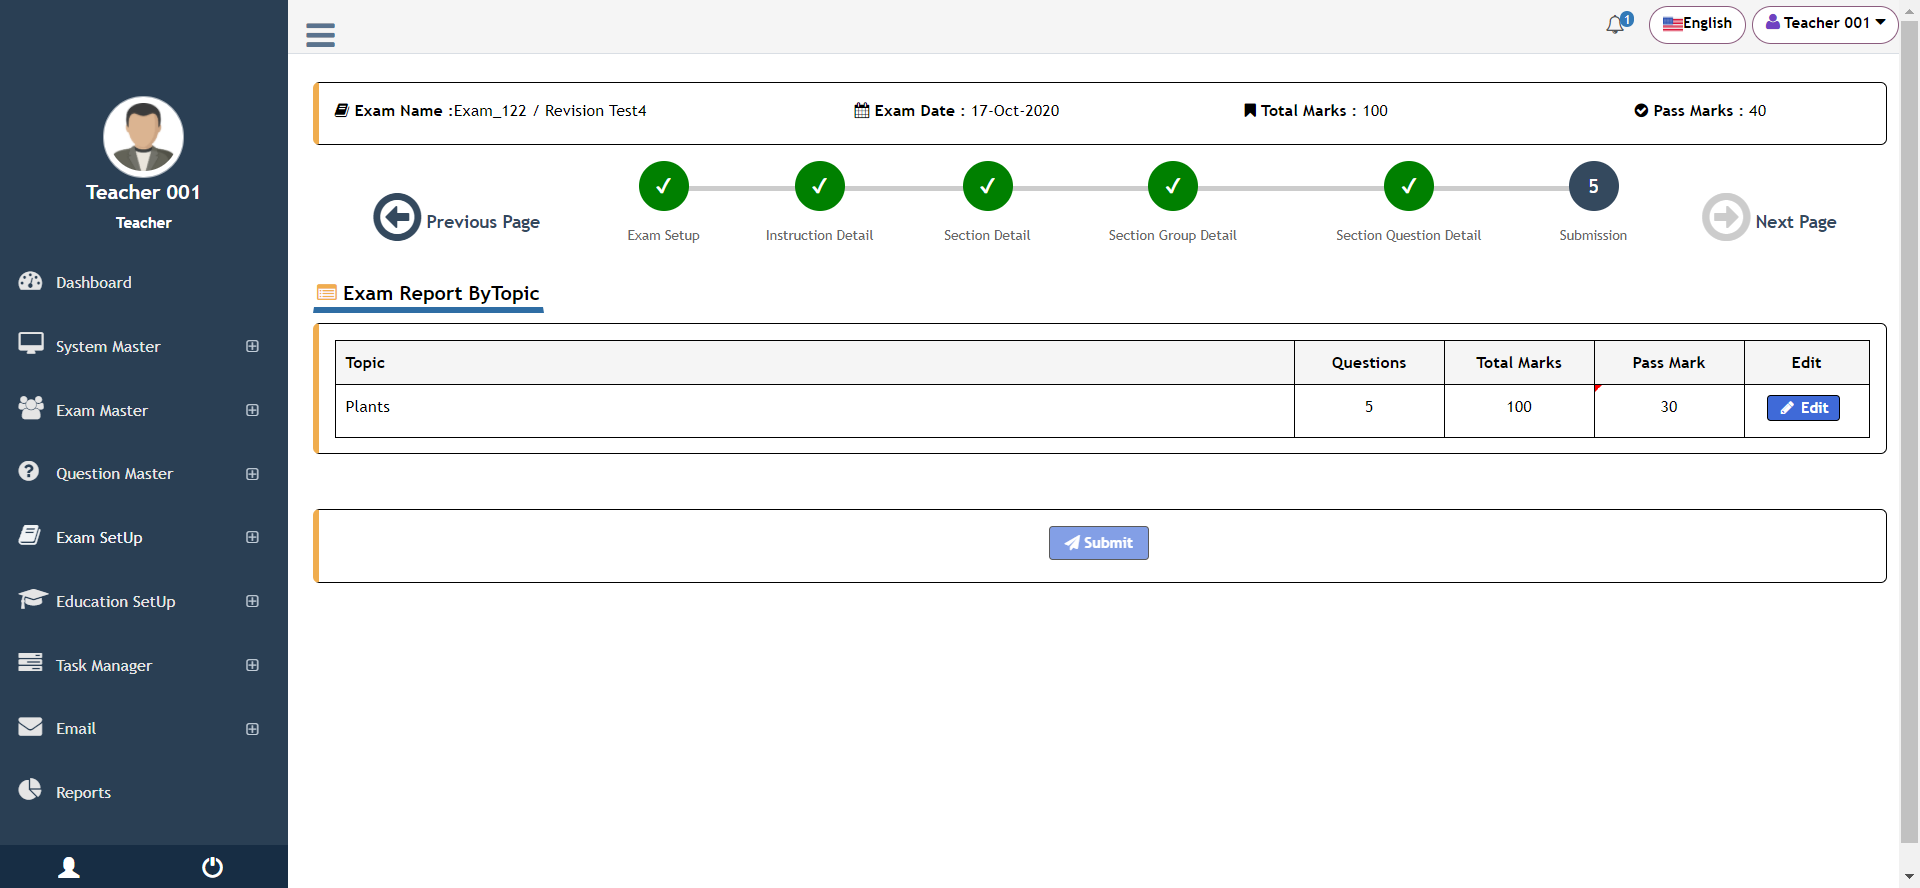 Teacher 001
Teacher
Dashboard
System Master
Exam Master
Question Master
Exam SetUp
Education SetUp
Task Manager
Email
Reports
1
English
Teacher 001
Exam Name :Exam_122 / Revision Test4
Exam Date : 17-Oct-2020
Total Marks : 100
Pass Marks : 40
Previous Page
Exam Setup
Instruction Detail
Section Detail
Section Group Detail
Section Question Detail
5
Submission
Next Page
Exam Report ByTopic
Topic Questions Total Marks Pass Mark Edit
Plants 5 100 30 Edit
Submit